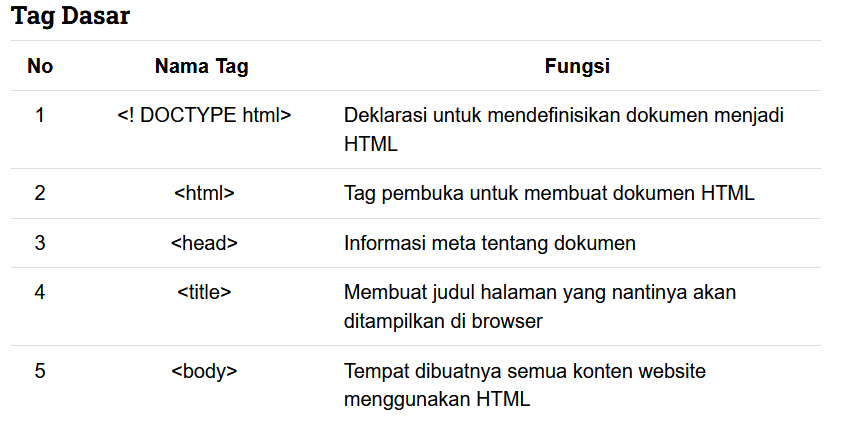 Tag Dasar
No Nama Tag Fungsi
1 <! DOCTYPE html> Deklarasi untuk mendefinisikan dokumen menjadi
HTML
2 <html> Tag pembuka untuk membuat dokumen HTML
3 <head> Informasi meta tentang dokumen
4 <title> Membuat judul halaman yang nantinya akan
ditampilkan di browser
5 <body> Tempat dibuatnya semua konten website
menggunakan HTML